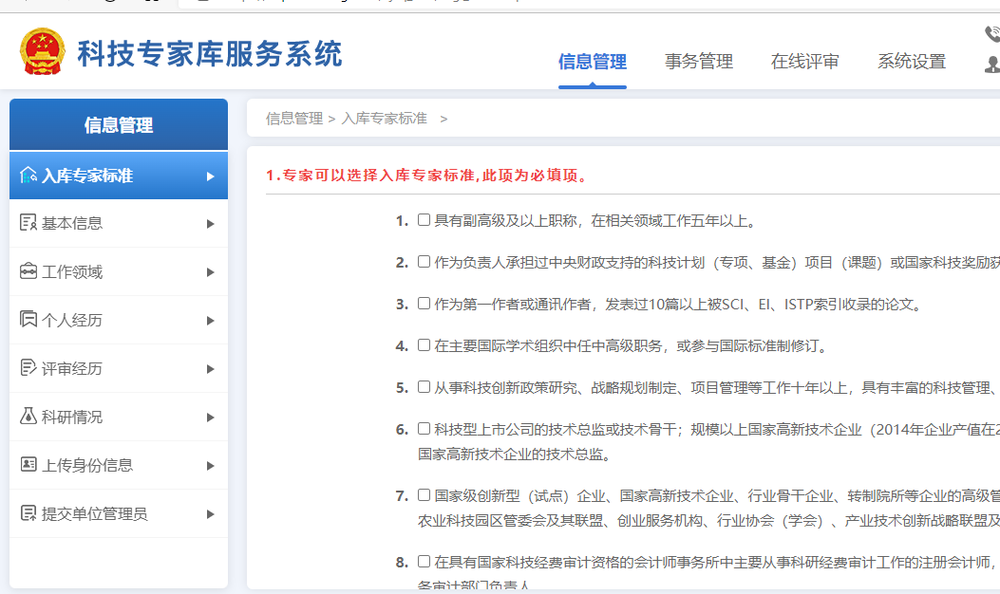 科技专家库服务系统
信息管理
事务管理
在线评审
系统设置
信息管理
入库专家标准
基本信息
工作领域
个人经历
评审经历
科研情况
上传身份信息
提交单位管理员
信息管理 > 入库专家标准 >
1.专家可以选择入库专家标准,此项为必填项。
1. 具有副高级及以上职称，在相关领域工作五年以上。
2. 作为负责人承担过中央财政支持的科技计划（专项、基金）项目（课题）或国家科技奖励获
3. 作为第一作者或通讯作者，发表过10篇以上被SCI、EI、ISTP索引收录的论文。
4. 在主要国际学术组织中任中高级职务，或参与国际标准制修订。
5. 从事科技创新政策研究、战略规划制定、项目管理等工作十年以上，具有丰富的科技管理、
6. 科技型上市公司的技术总监或技术骨干；规模以上国家高新技术企业（2014年企业产值在2
国家高新技术企业的技术总监。
7. 国家级创新型（试点）企业、国家高新技术企业、行业骨干企业、转制院所等企业的高级管
农业科技园区管委会及其联盟、创业服务机构、行业协会（学会）、产业技术创新战略联盟及
8. 在具有国家科技经费审计资格的会计师事务所中主要从事科研经费审计工作的注册会计师，
务审计部门负责人